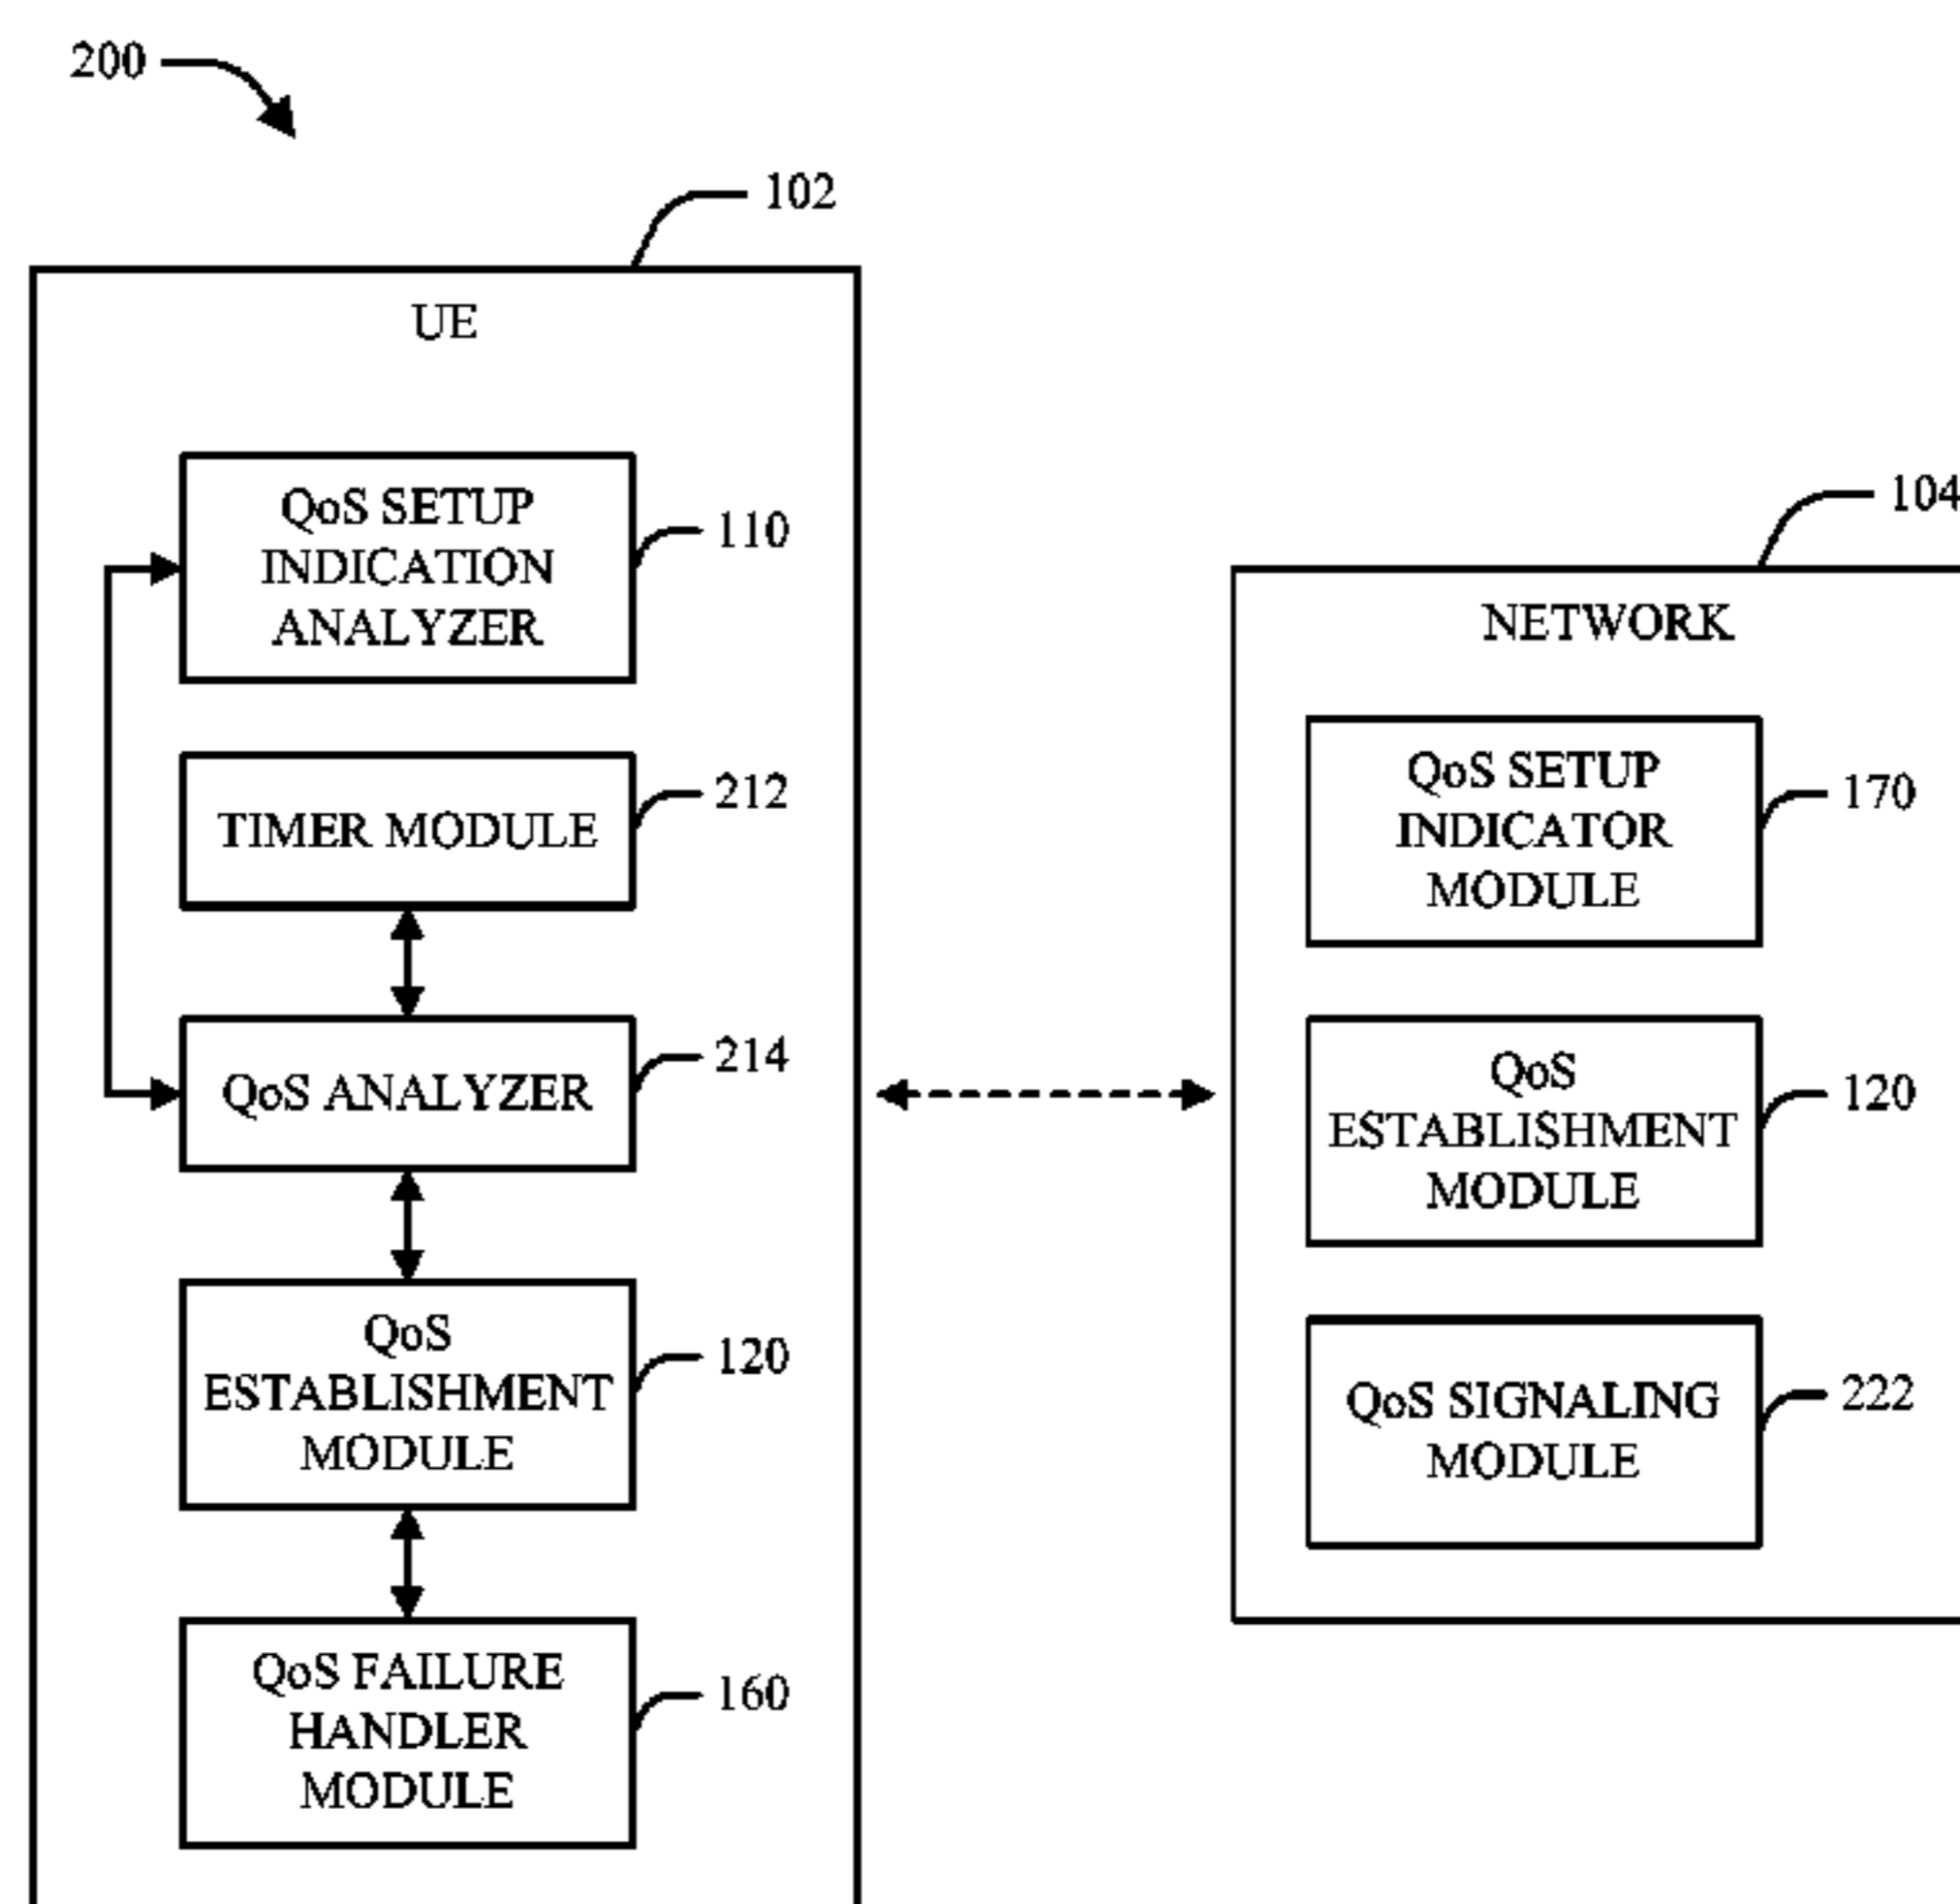 200
102
UE
QoS SETUP
INDICATION
ANALYZER
110
TIMER MODULE
212
QoS ANALYZER
214
QoS
ESTABLISHMENT
MODULE
120
QoS FAILURE
HANDLER
MODULE
160
104
NETWORK
QoS SETUP
INDICATOR
MODULE
170
QoS
ESTABLISHMENT
MODULE
120
QoS SIGNALING
MODULE
222